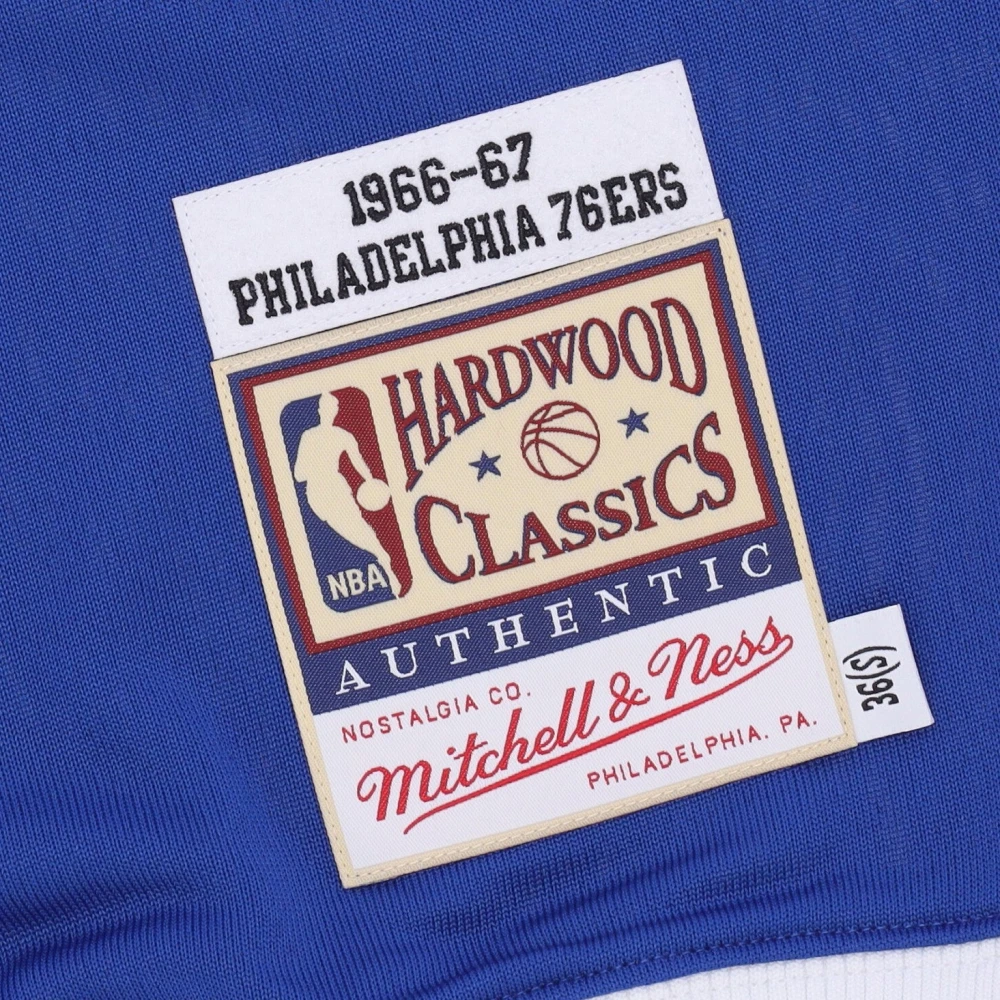 1966-67
PHILADELPHIA 76ERS
HARDWOOD
CLASSICS
NBA
AUTHENTIC
NOSTALGIA CO.
Mitchell & Ness
PHILADELPHIA, PA.
36(S)